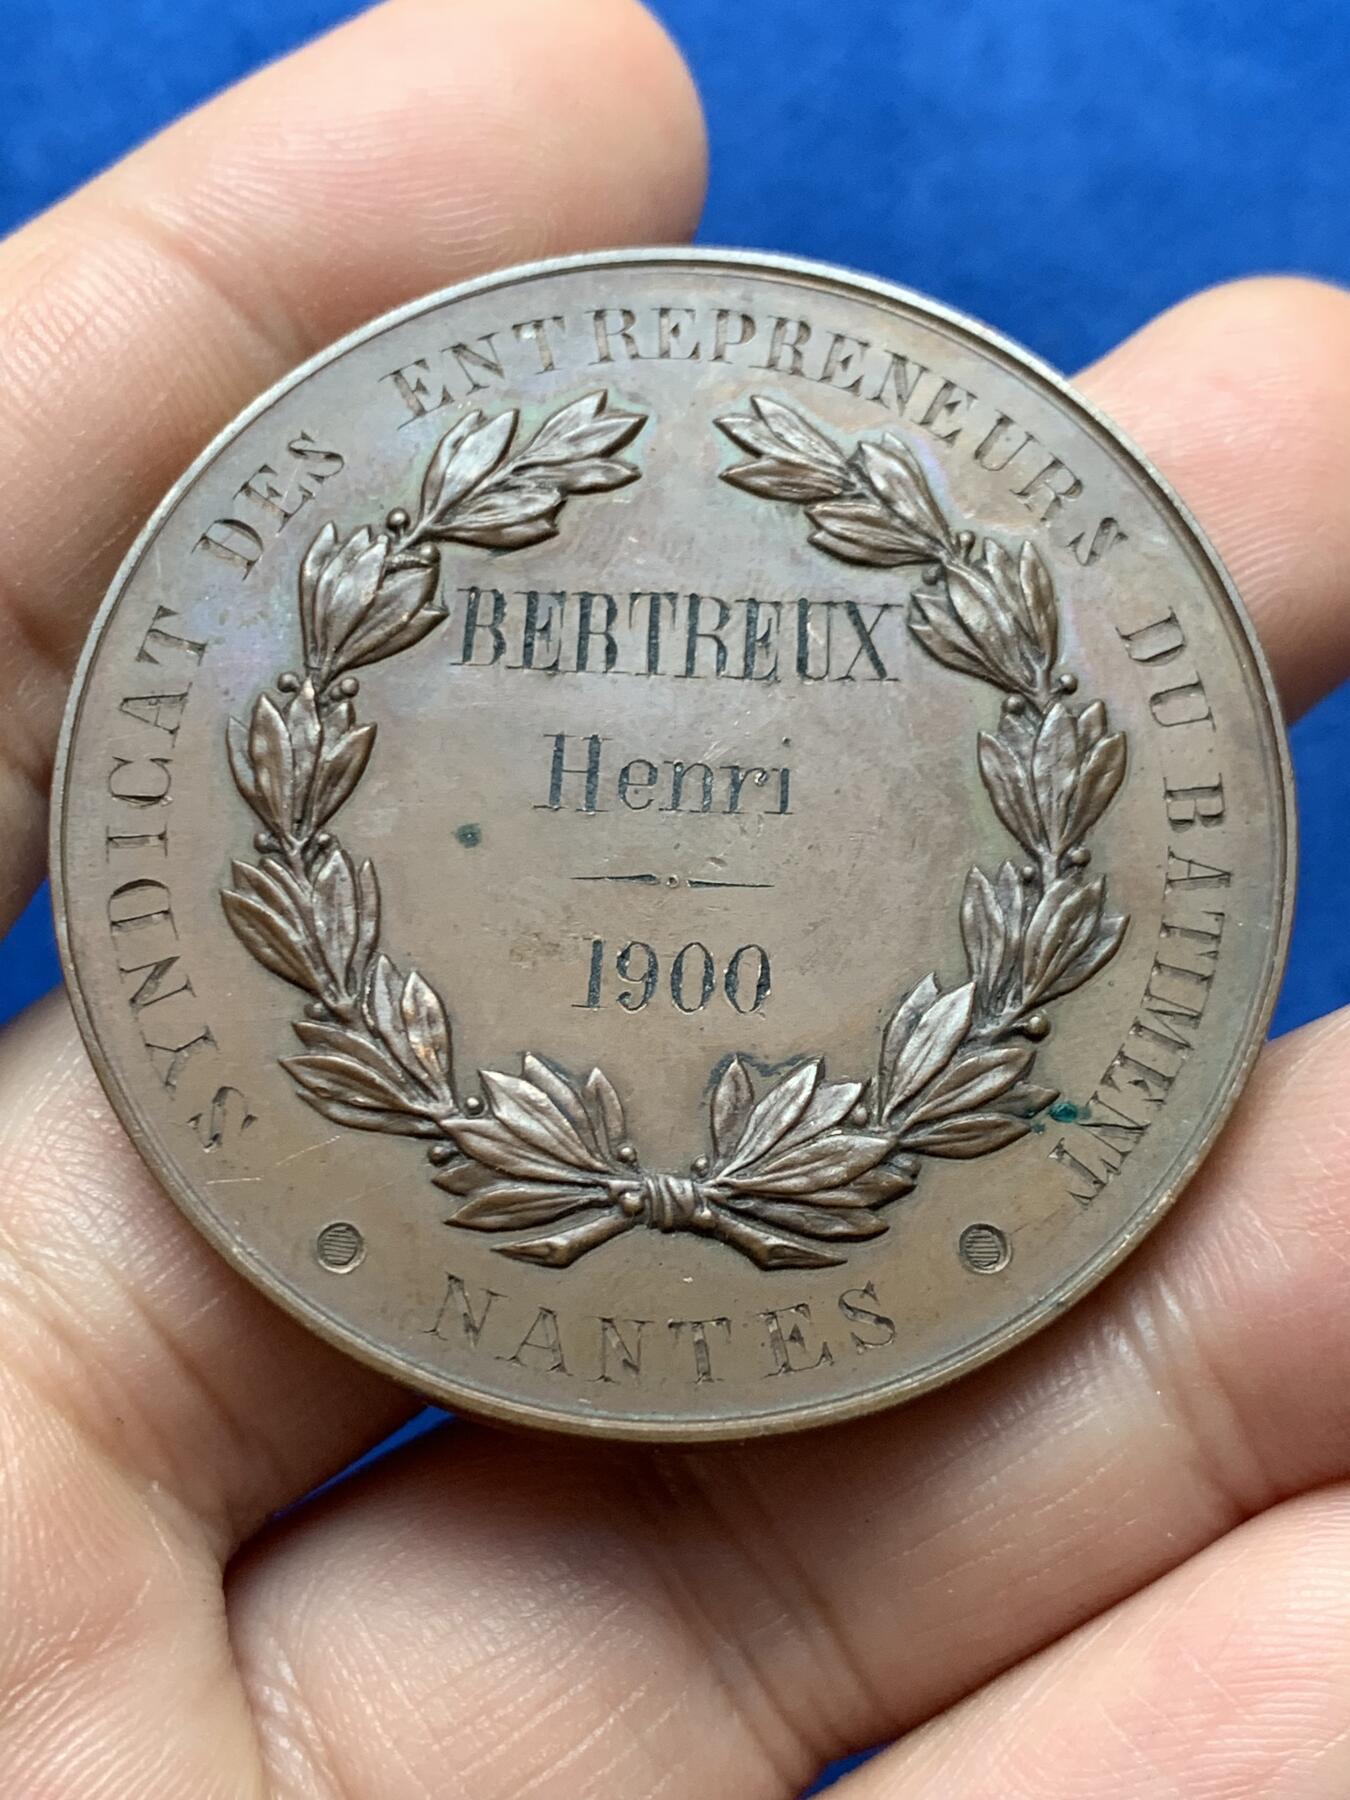 SYNDICAT DES ENTREPRENEURS DU BATIMENT
BERTREUX
Henri
1900
NANTES